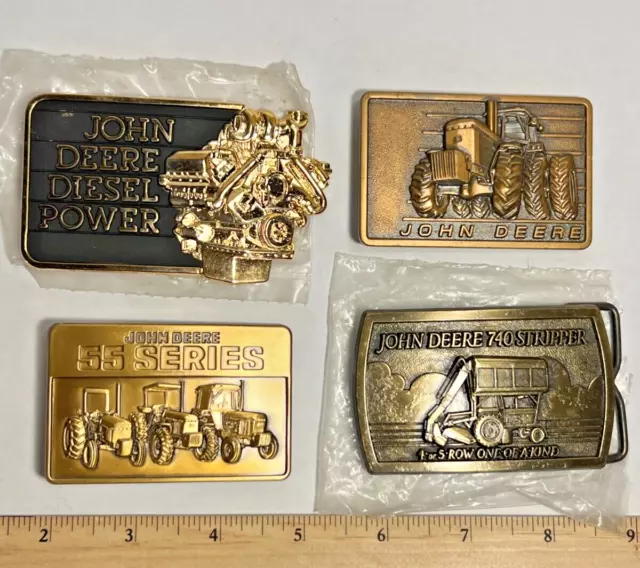 JOHN
DEERE
DIESEL
POWER
JOHN DEERE
JOHN DEERE
55 SERIES
JOHN DEERE 740 STRIPPER
4 or 5-ROW ONE OF A KIND
2 3 4 5 6 7 8 9